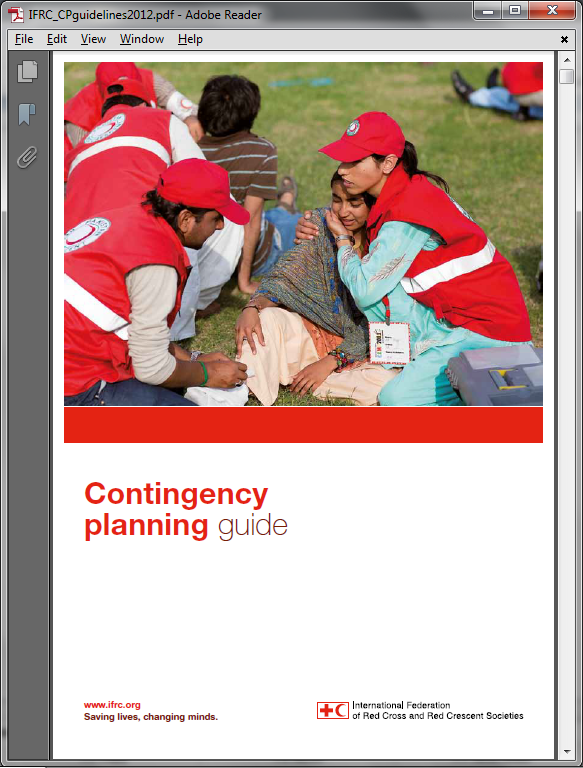 IFRC_CPguidelines2012.pdf - Adobe Reader
File Edit View Window Help
Contingency
planning guide
www.ifrc.org
Saving lives, changing minds.
International Federation
of Red Cross and Red Crescent Societies